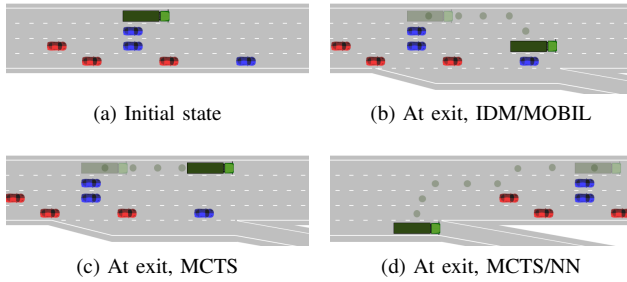 (a) Initial state
(b) At exit, IDM/MOBIL
(c) At exit, MCTS
(d) At exit, MCTS/NN